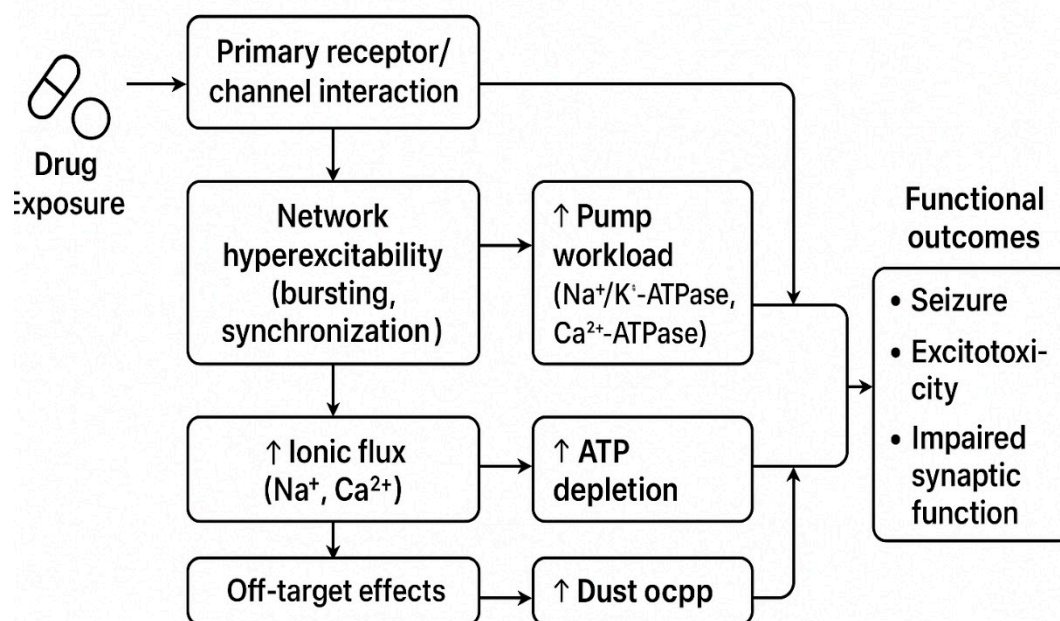 Primary receptor/
channel interaction
Drug
Exposure
Network
hyperexcitability
(bursting,
synchronization)
↑ Pump
workload
(Na⁺/K⁺-ATPase,
Ca²⁺-ATPase)
↑ Ionic flux
(Na⁺, Ca²⁺)
↑ ATP
depletion
Off-target effects
↑ Dust ocpp
Functional
outcomes
• Seizure
• Excitotoxi-
city
• Impaired
synaptic
function